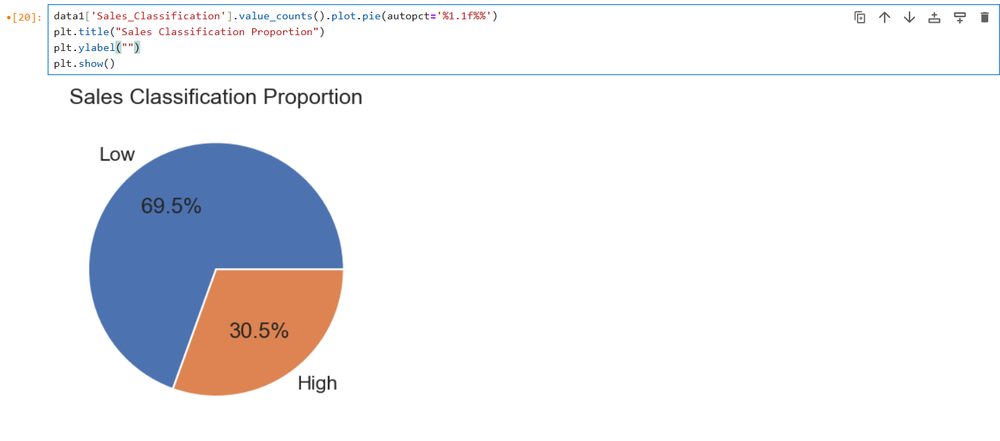 •[20]:
data1['Sales_Classification'].value_counts().plot.pie(autopct='%1.1f%%')
plt.title("Sales Classification Proportion")
plt.ylabel("")
plt.show()
Sales Classification Proportion
Low
69.5%
30.5%
High